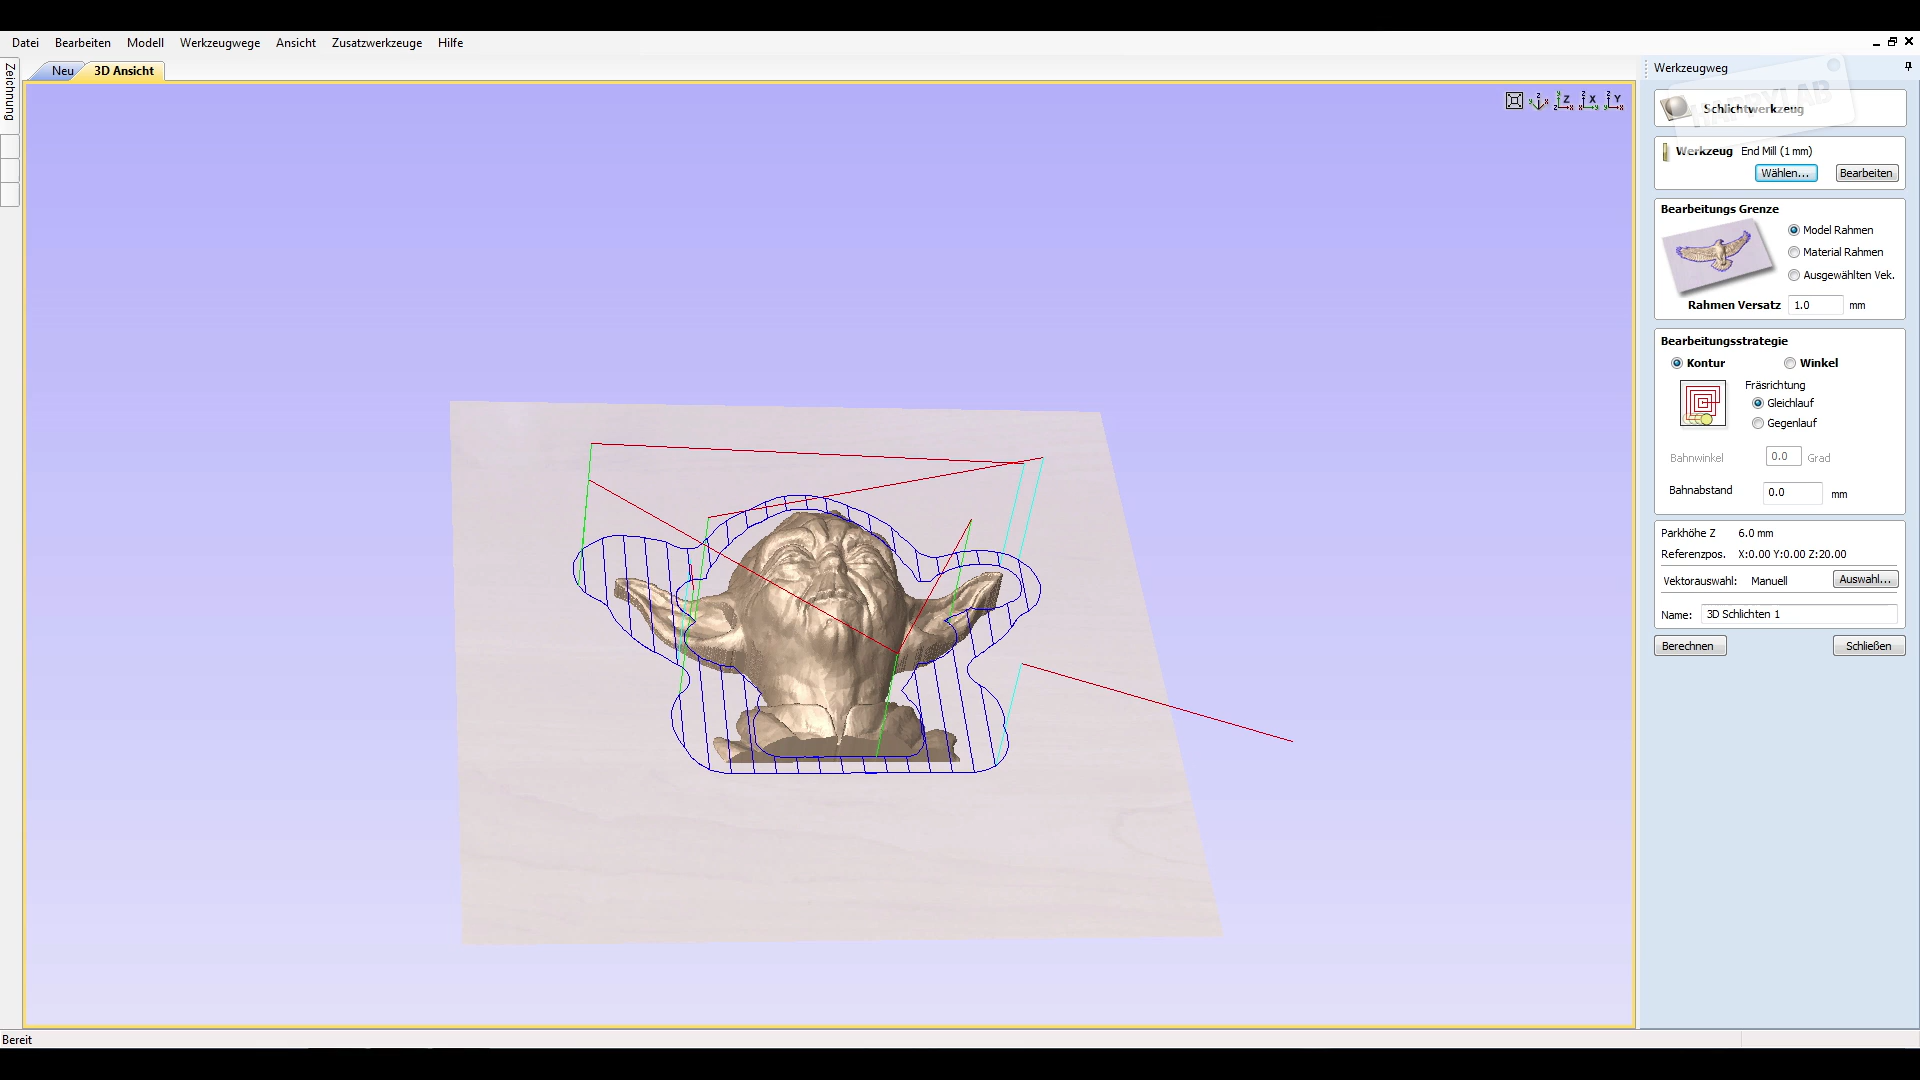 Datei Bearbeiten Modell Werkzeugwege Ansicht Zusatzwerkzeuge Hilfe
Zeichnung
Neu 3D Ansicht
Werkzeugweg
HAPPYLAB
Schlichtwerkzeug
Werkzeug End Mill (1 mm)
Wählen... Bearbeiten
Bearbeitungs Grenze
Model Rahmen
Material Rahmen
Ausgewählten Vek.
Rahmen Versatz 1.0 mm
Bearbeitungsstrategie
Kontur Winkel
Fräsrichtung
Gleichlauf
Gegenlauf
Bahnwinkel 0.0 Grad
Bahnabstand 0.0 mm
Parkhöhe Z 6.0 mm
Referenzpos. X:0.00 Y:0.00 Z:20.00
Vektorauswahl: Manuell Auswahl...
Name: 3D Schlichten 1
Berechnen Schließen
Bereit